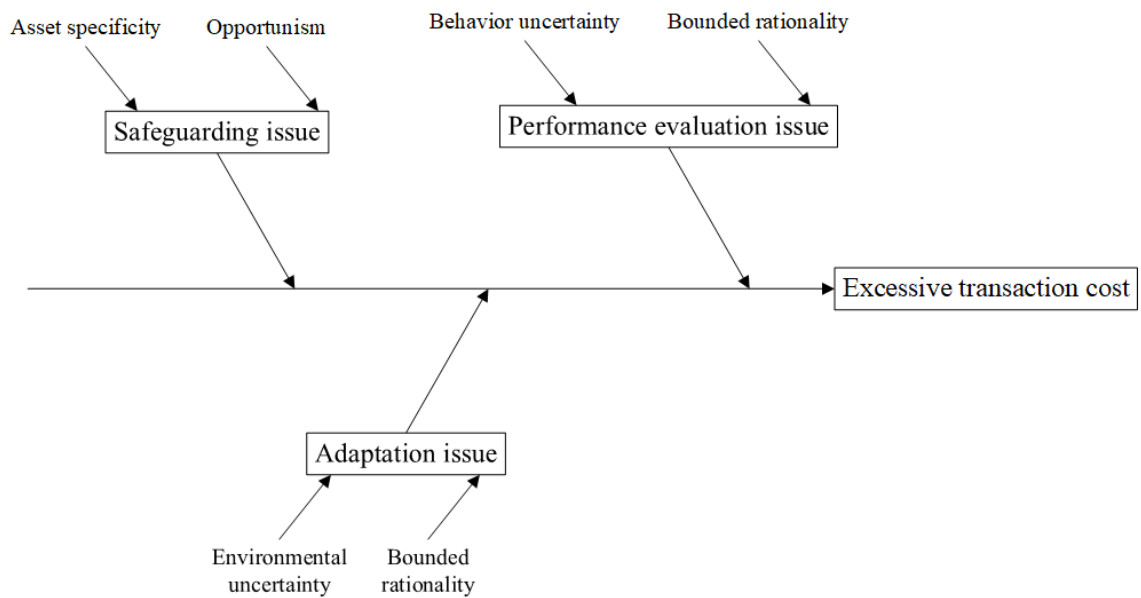 Asset specificity
Opportunism
Behavior uncertainty
Bounded rationality
Safeguarding issue
Performance evaluation issue
Excessive transaction cost
Adaptation issue
Environmental
uncertainty
Bounded
rationality